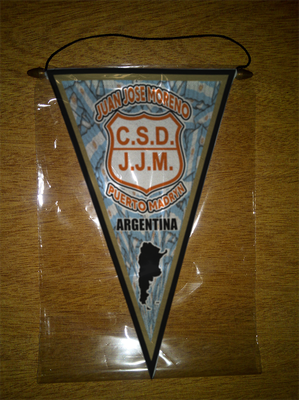 JUAN JOSE MORENO
C.S.D.
J.J.M.
PUERTO MADRYN
ARGENTINA